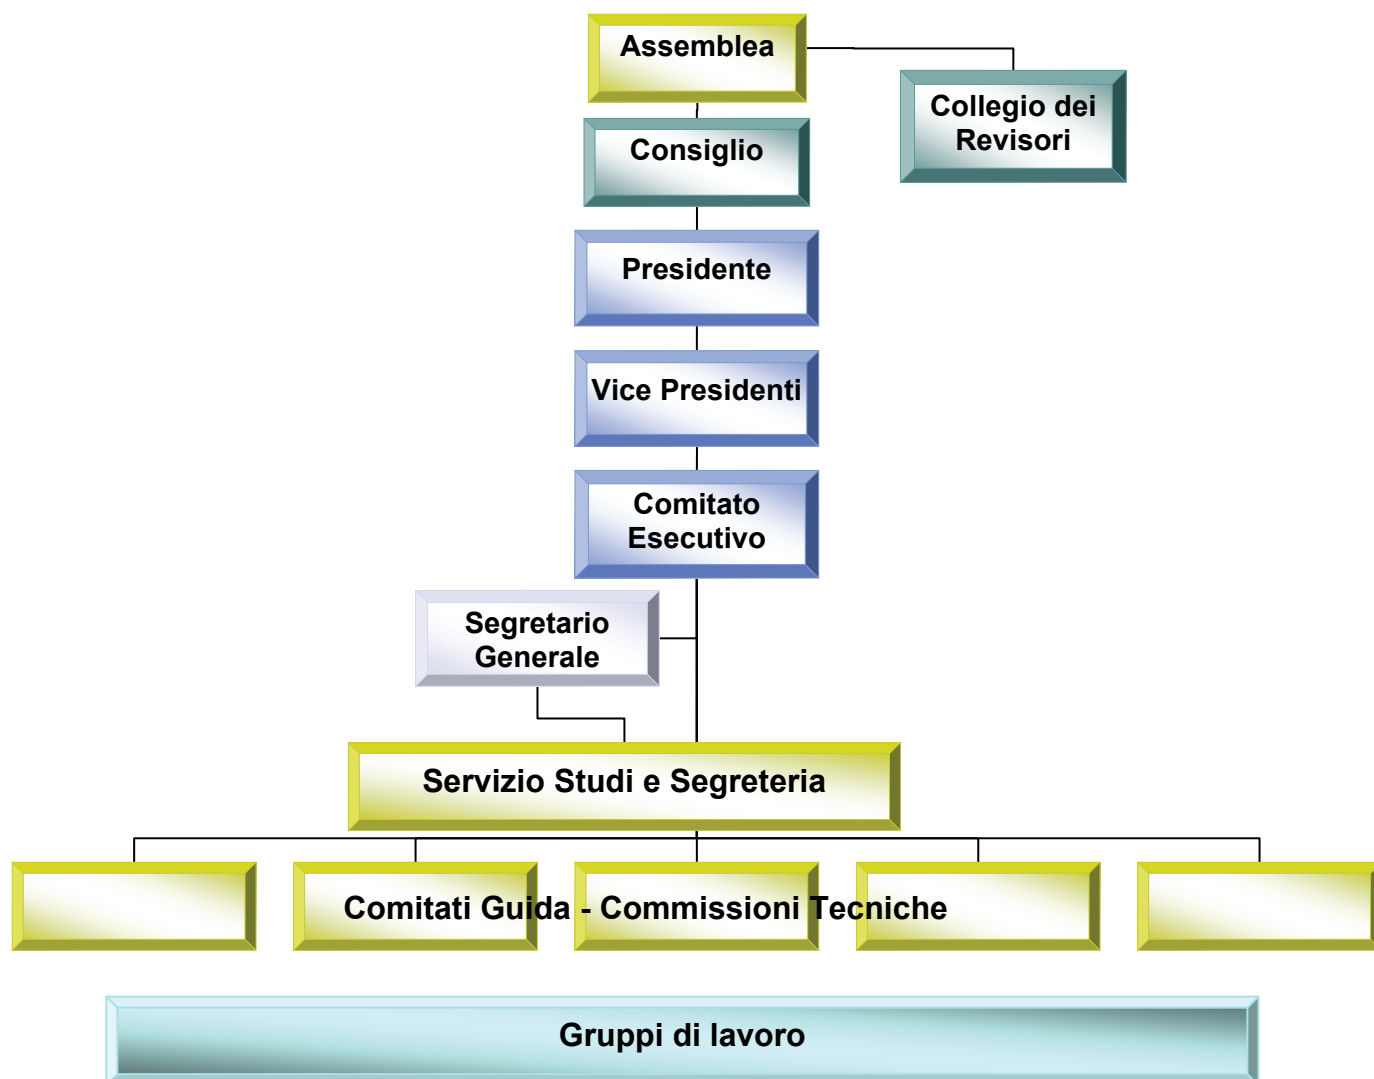 Assemblea
Collegio dei
Revisori
Consiglio
Presidente
Vice Presidenti
Comitato
Esecutivo
Segretario
Generale
Servizio Studi e Segreteria
Comitati Guida - Commissioni Tecniche
Gruppi di lavoro